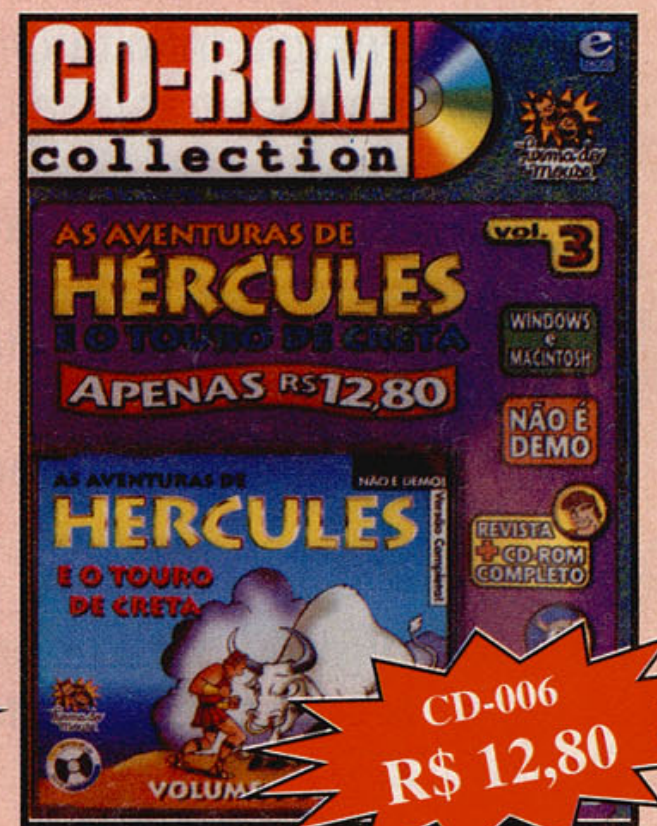 CD-ROM
collection
e
Turma do
Mouse
AS AVENTURAS DE
HÉRCULES
E O TOURO DE CRETA
vol. 3
WINDOWS
e
MACINTOSH
APENAS R$12,80
NÃO É
DEMO
AS AVENTURAS DE
HERCULES
E O TOURO
DE CRETA
NÃO É DEMO!
Versão Completa!
REVISTA
+ CD-ROM
COMPLETO
Turma do
Mouse
CD-006
R$ 12,80